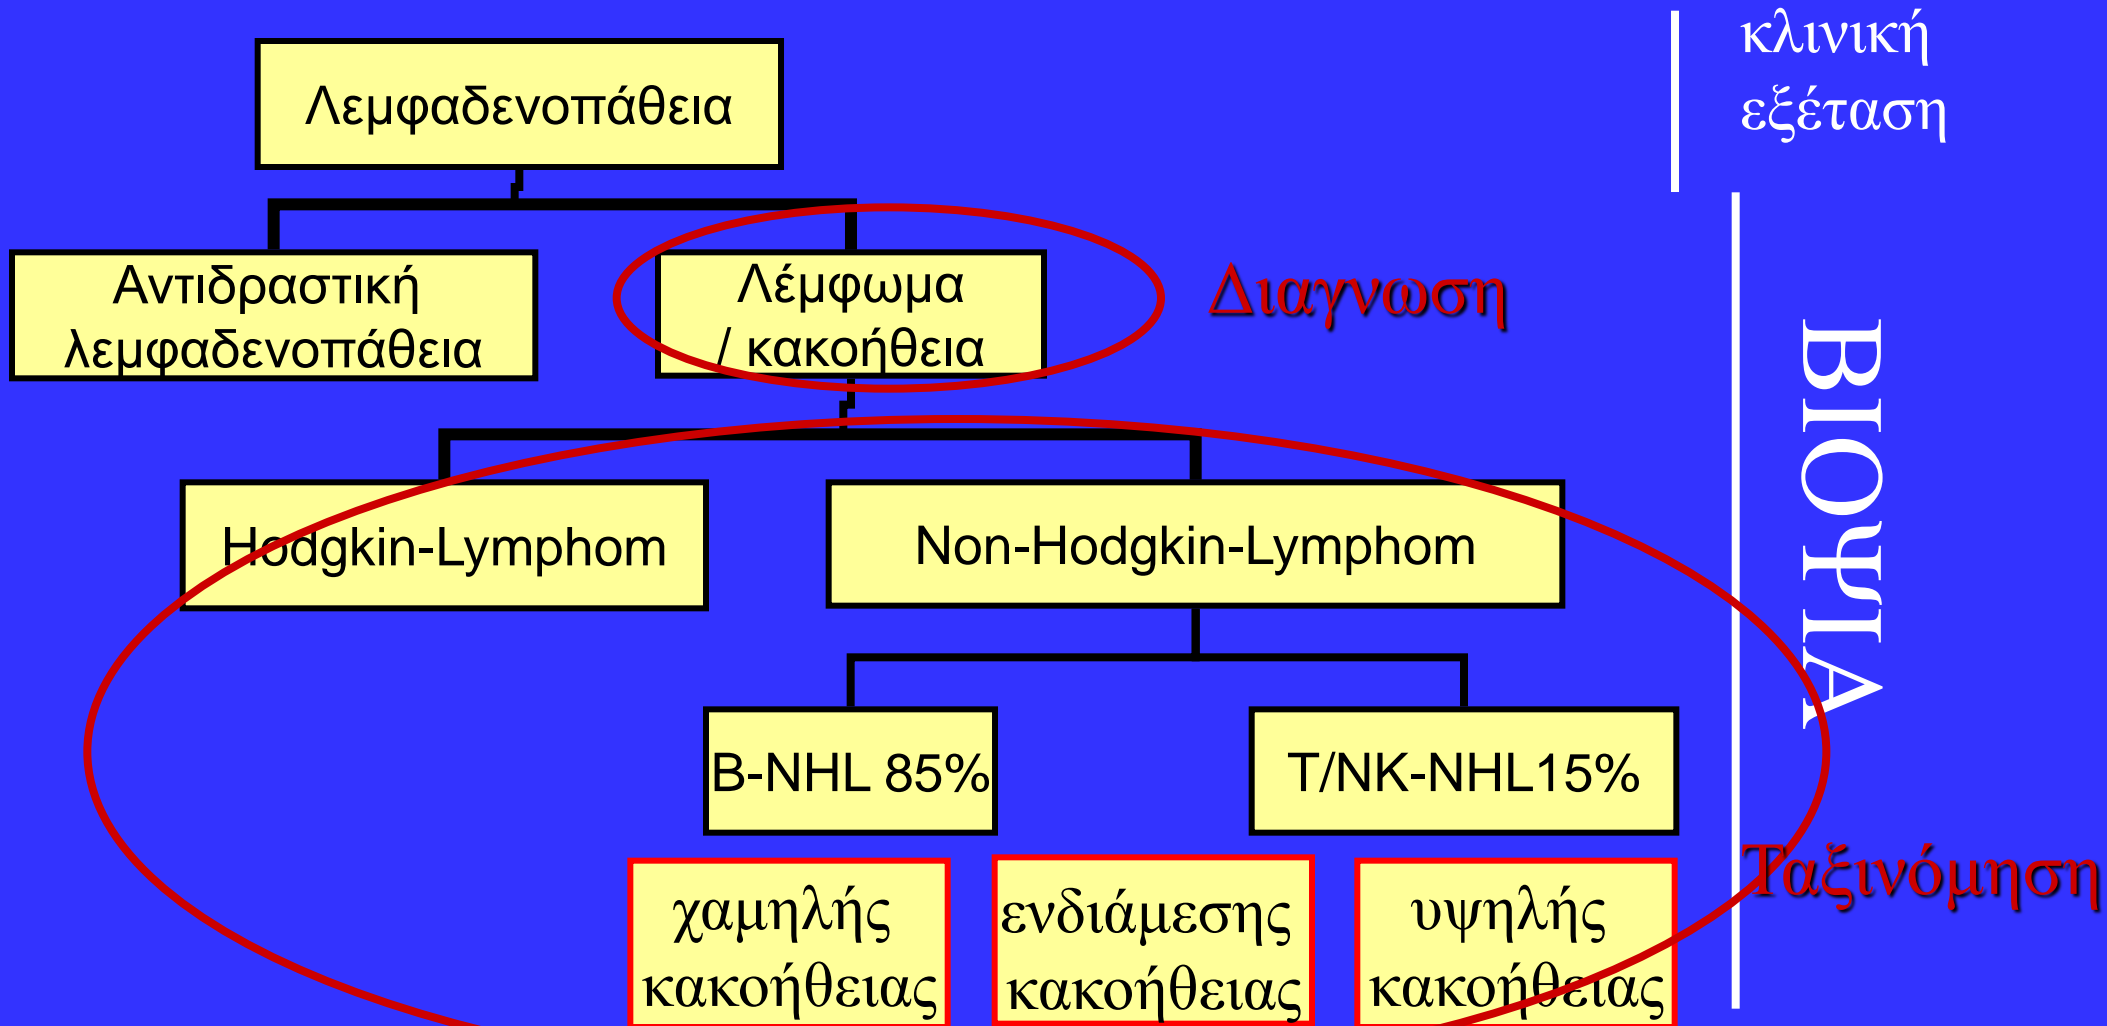 κλινική
εξέταση
Λεμφαδενοπάθεια
Αντιδραστική
λεμφαδενοπάθεια
Λέμφωμα
/ κακοήθεια
Διαγνωση
ΒΙΟΨΙΑ
Hodgkin-Lymphom
Non-Hodgkin-Lymphom
B-NHL 85%
T/NK-NHL15%
Ταξινόμηση
χαμηλής
κακοήθειας
ενδιάμεσης
κακοήθειας
υψηλής
κακοήθειας